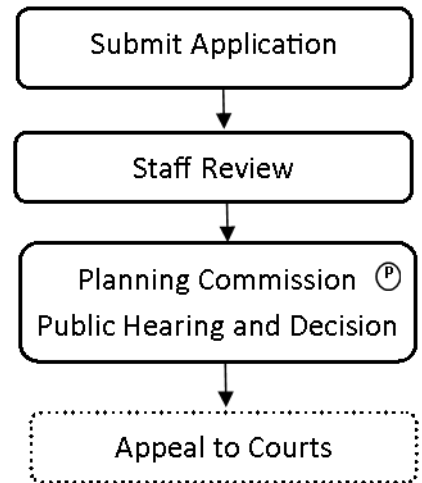 Submit Application
Staff Review
Planning Commission Ⓟ
Public Hearing and Decision
Appeal to Courts